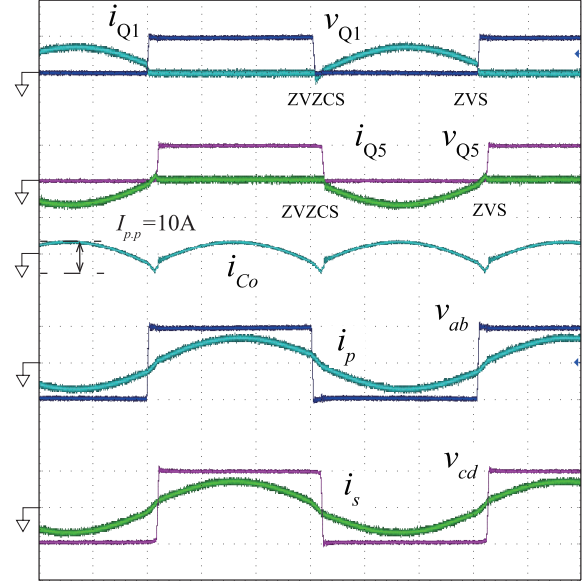 iQ1
vQ1
ZVZCS
ZVS
iQ5
vQ5
ZVZCS
ZVS
Ip.p=10A
iCo
vab
ip
vcd
is